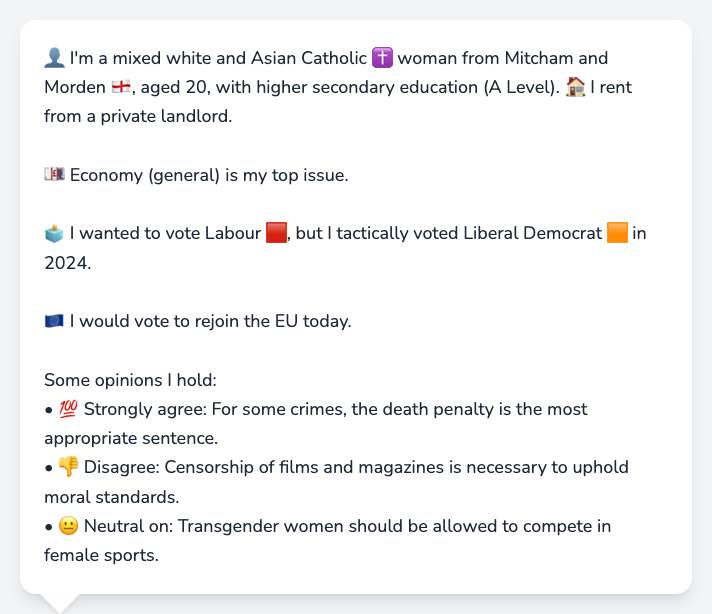 👤 I'm a mixed white and Asian Catholic ✝️ woman from Mitcham and
Morden 🏴󠁧󠁢󠁥󠁮󠁧󠁿, aged 20, with higher secondary education (A Level). 🏠 I rent
from a private landlord.
💷 Economy (general) is my top issue.
🗳️ I wanted to vote Labour 🟥, but I tactically voted Liberal Democrat 🟧 in
2024.
🇪🇺 I would vote to rejoin the EU today.
Some opinions I hold:
• 💯 Strongly agree: For some crimes, the death penalty is the most
appropriate sentence.
• 👎 Disagree: Censorship of films and magazines is necessary to uphold
moral standards.
• 😐 Neutral on: Transgender women should be allowed to compete in
female sports.